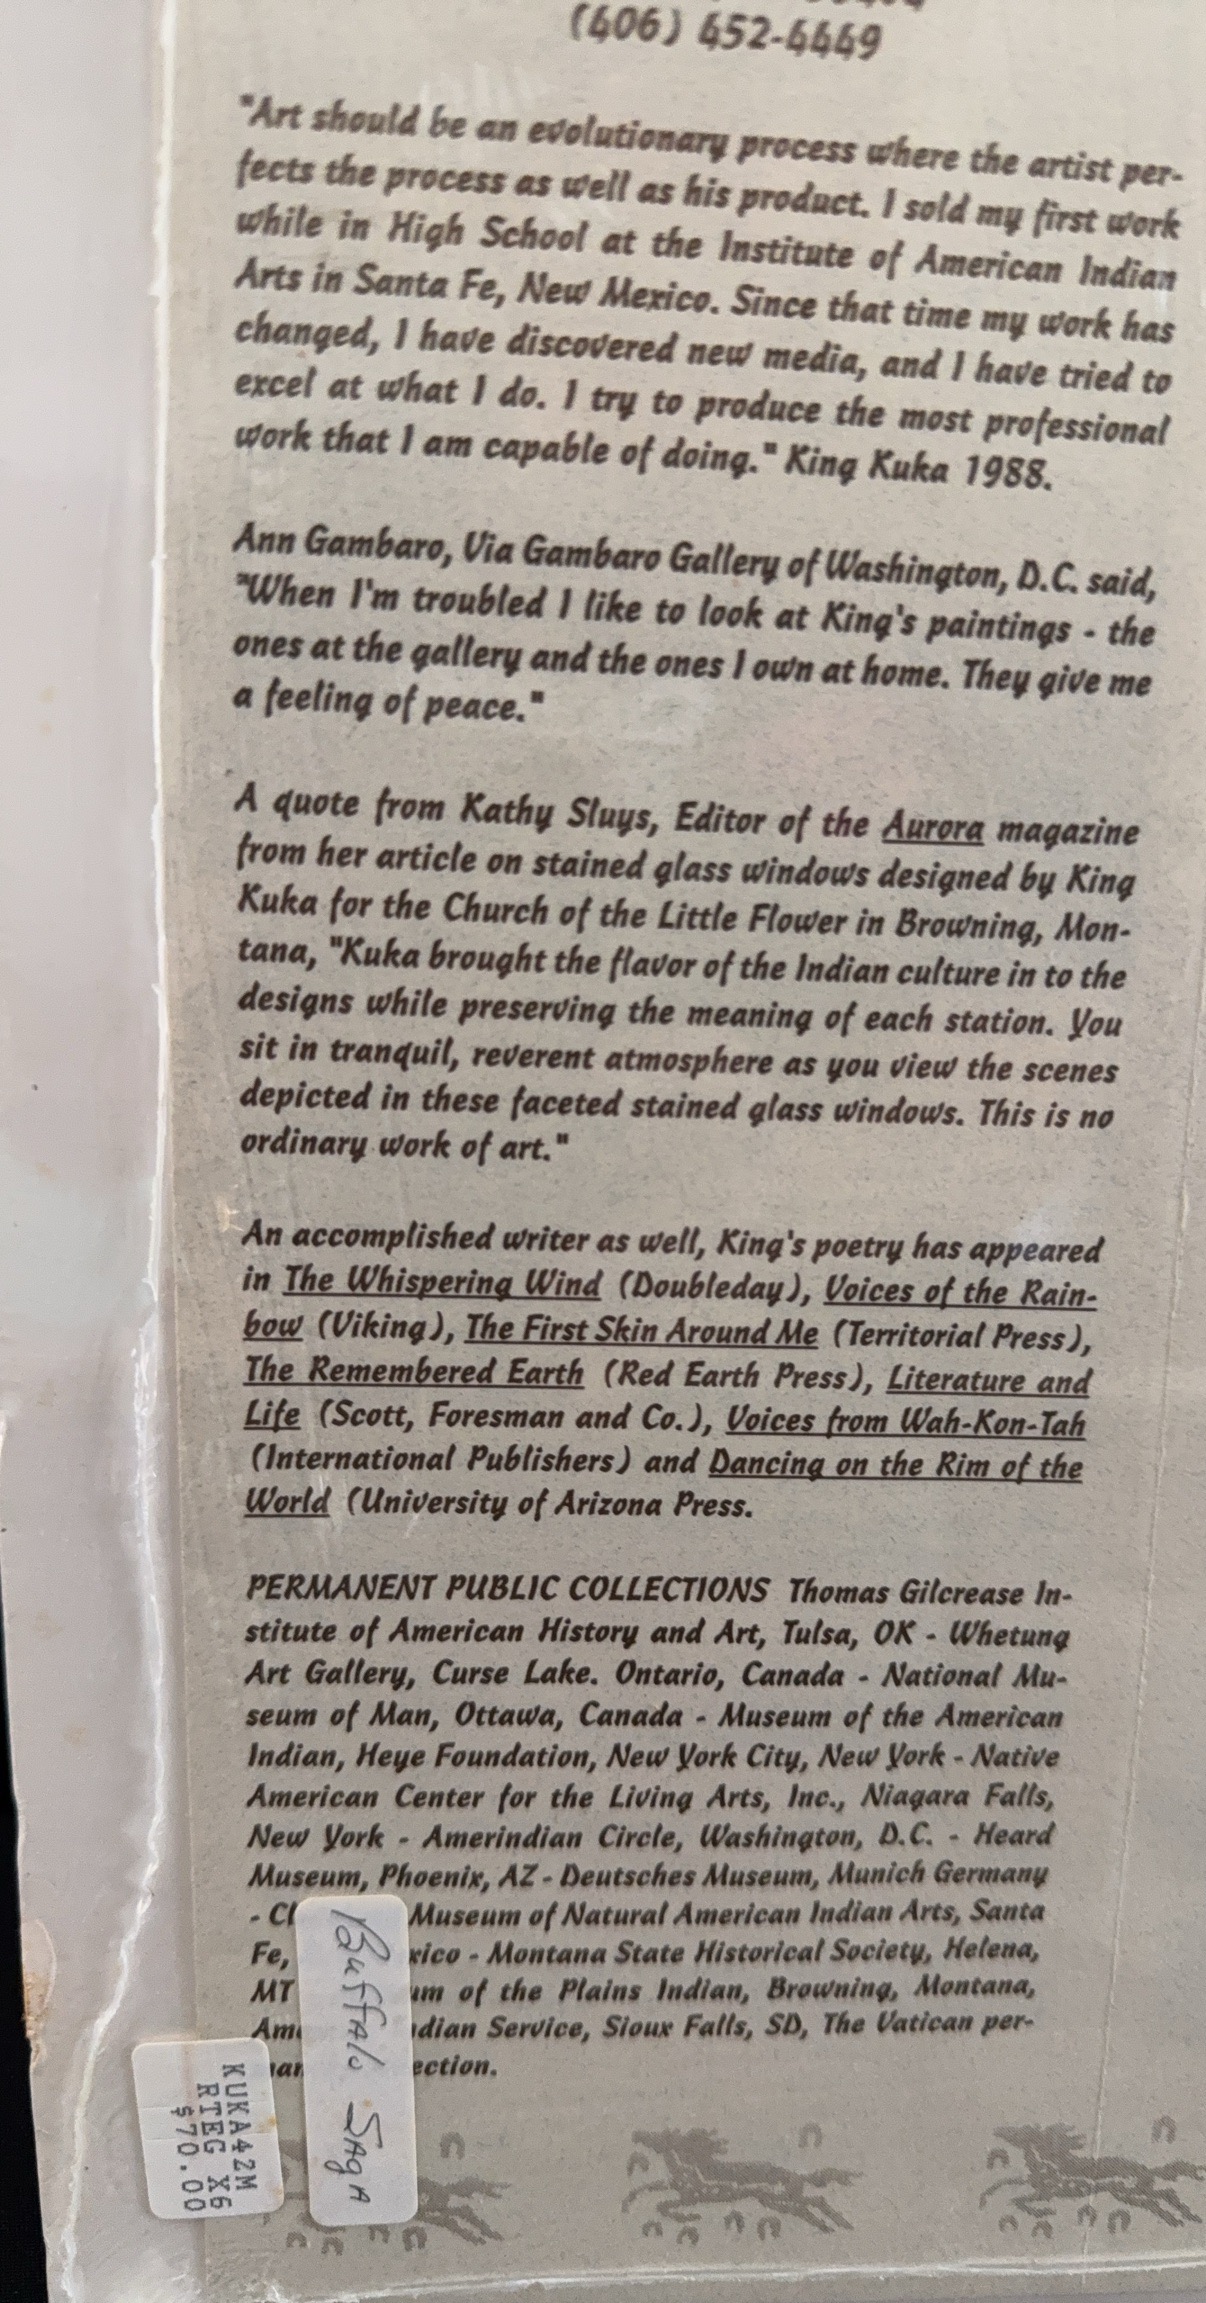 (406) 452-4449
"Art should be an evolutionary process where the artist per-
fects the process as well as his product. I sold my first work
while in High School at the Institute of American Indian
Arts in Santa Fe, New Mexico. Since that time my work has
changed, I have discovered new media, and I have tried to
excel at what I do. I try to produce the most professional
work that I am capable of doing." King Kuka 1988.
Ann Gambaro, Via Gambaro Gallery of Washington, D.C. said,
"When I'm troubled I like to look at King's paintings - the
ones at the gallery and the ones I own at home. They give me
a feeling of peace."
A quote from Kathy Sluys, Editor of the Aurora magazine
from her article on stained glass windows designed by King
Kuka for the Church of the Little Flower in Browning, Mon-
tana, "Kuka brought the flavor of the Indian culture in to the
designs while preserving the meaning of each station. You
sit in tranquil, reverent atmosphere as you view the scenes
depicted in these faceted stained glass windows. This is no
ordinary work of art."
An accomplished writer as well, King's poetry has appeared
in The Whispering Wind (Doubleday), Voices of the Rain-
bow (Viking), The First Skin Around Me (Territorial Press),
The Remembered Earth (Red Earth Press), Literature and
Life (Scott, Foresman and Co.), Voices from Wah-Kon-Tah
(International Publishers) and Dancing on the Rim of the
World (University of Arizona Press.
PERMANENT PUBLIC COLLECTIONS Thomas Gilcrease In-
stitute of American History and Art, Tulsa, OK - Whetung
Art Gallery, Curse Lake. Ontario, Canada - National Mu-
seum of Man, Ottawa, Canada - Museum of the American
Indian, Heye Foundation, New York City, New York - Native
American Center for the Living Arts, Inc., Niagara Falls,
New York - Amerindian Circle, Washington, D.C. - Heard
Museum, Phoenix, AZ - Deutsches Museum, Munich Germany
- Museum of Natural American Indian Arts, Santa
Fe, - Montana State Historical Society, Helena,
MT of the Plains Indian, Browning, Montana,
Service, Sioux Falls, SD, The Vatican per-
Buffalo Saga
KUKA42M
RTEG X6
$70.00